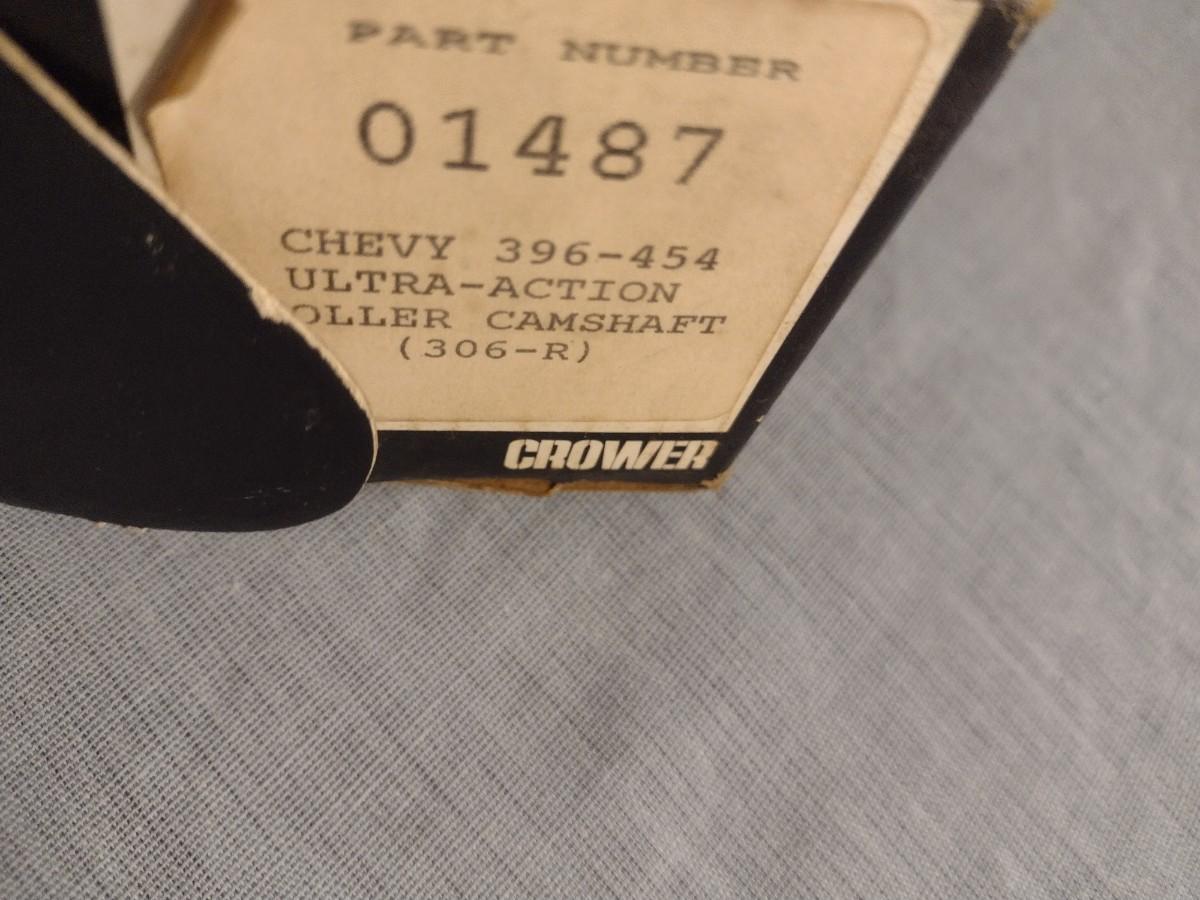 PART NUMBER
01487
CHEVY 396-454
ULTRA-ACTION
OLLER CAMSHAFT
(306-R)
CROWER